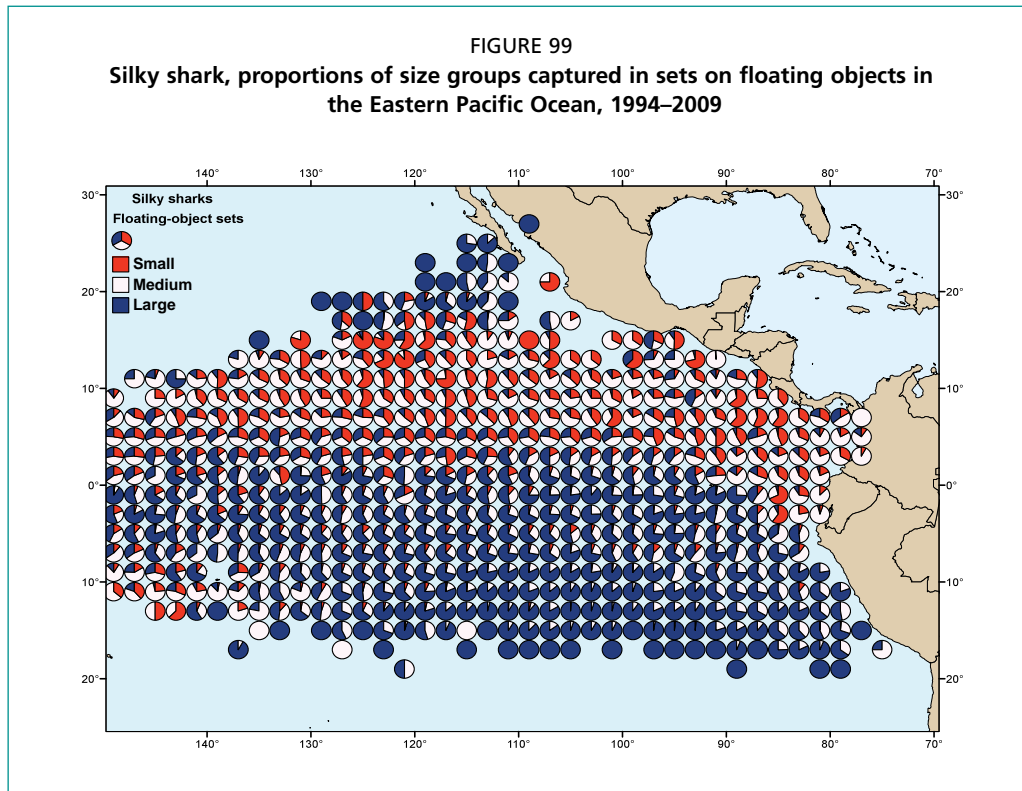 FIGURE 99
Silky shark, proportions of size groups captured in sets on floating objects in
the Eastern Pacific Ocean, 1994–2009
140° 130° 120° 110° 100° 90° 80° 70°
30° 30°
Silky sharks
Floating-object sets
Small
Medium
Large
20° 20°
10° 10°
0° 0°
10° 10°
20° 20°
140° 130° 120° 110° 100° 90° 80° 70°